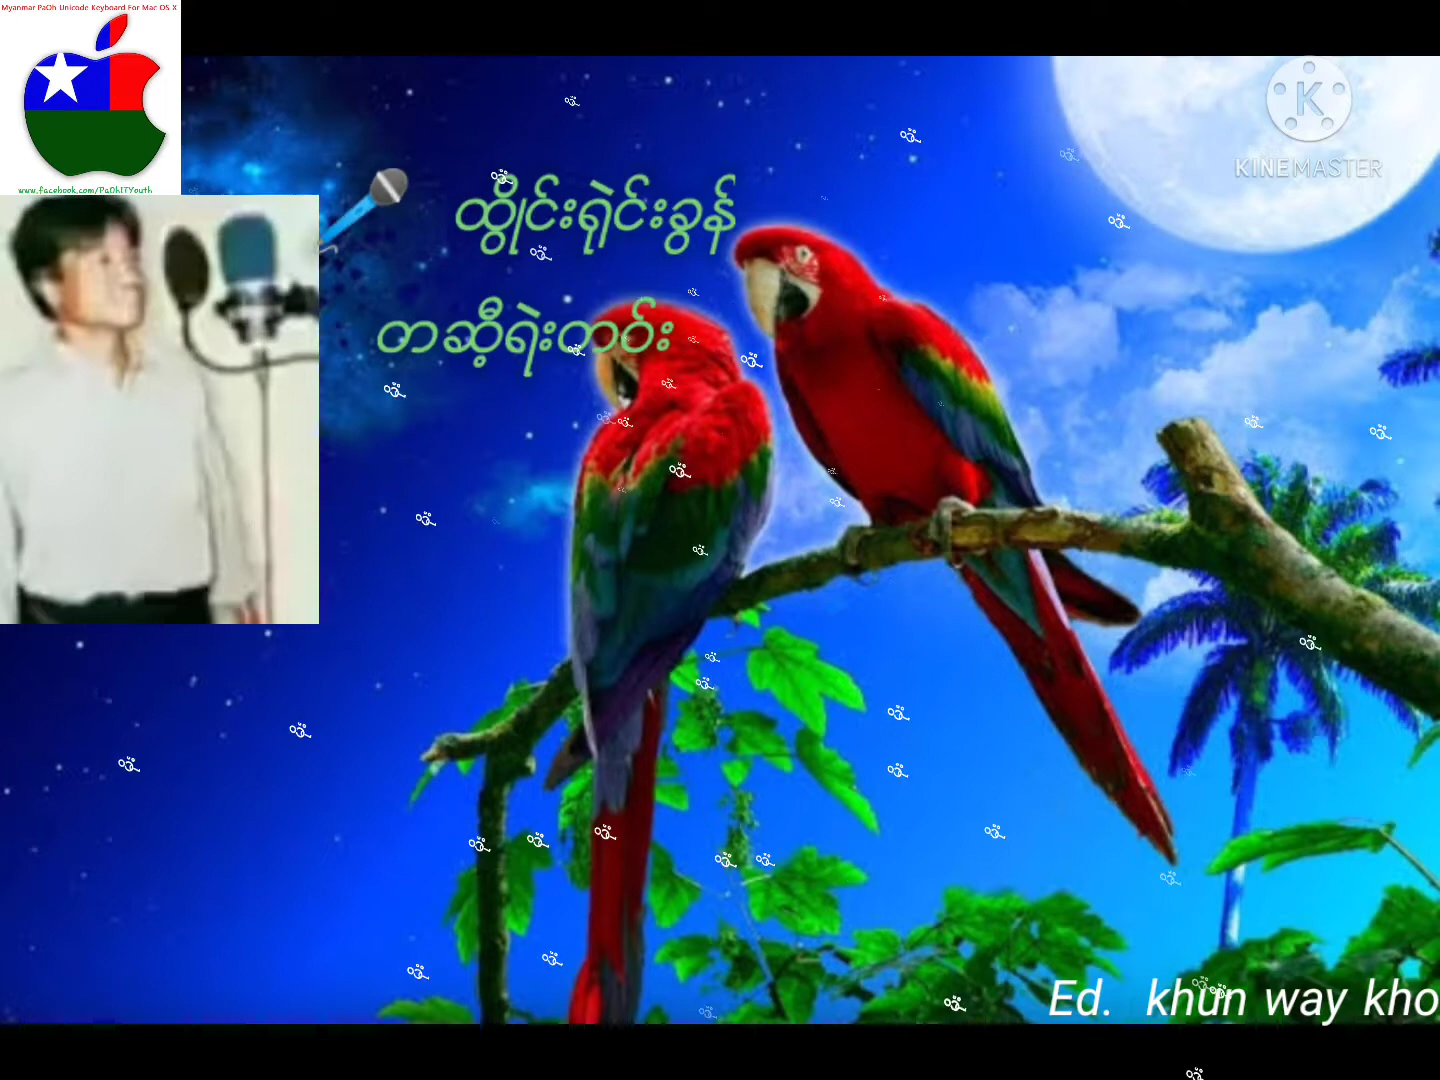 Myanmar PaOh Unicode Keyboard For Mac OS X
www.facebook.com/PaOhITYouth
K
KINEMASTER
ထွိုင်းရှဲင်းခွန်
တဆီ့ရဲးကဝ်း
Ed. khun way kho